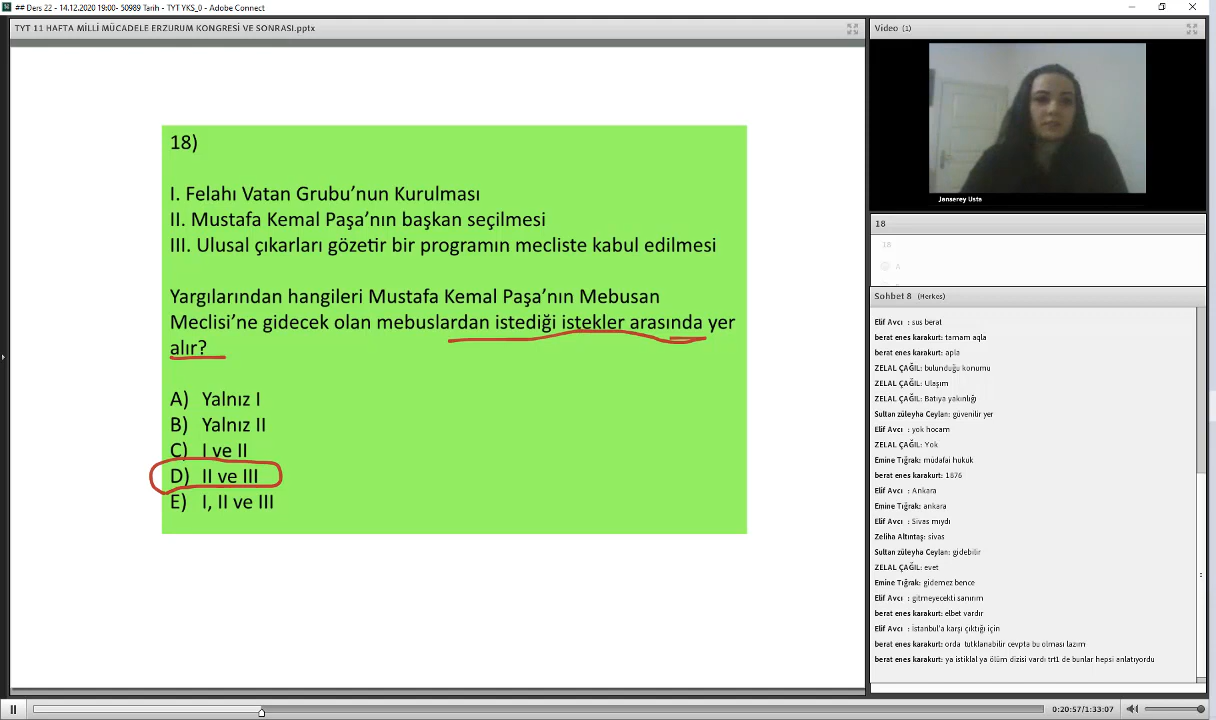 ## Ders 22 - 14.12.2020 19:00- 50989 Tarih - TYT YKS_0 - Adobe Connect
TYT 11 HAFTA MİLLİ MÜCADELE ERZURUM KONGRESİ VE SONRASI.pptx
18)
I. Felahı Vatan Grubu'nun Kurulması
II. Mustafa Kemal Paşa'nın başkan seçilmesi
III. Ulusal çıkarları gözetir bir programın mecliste kabul edilmesi
Yargılarından hangileri Mustafa Kemal Paşa'nın Mebusan
Meclisi'ne gidecek olan mebuslardan istediği istekler arasında yer
alır?
A) Yalnız I
B) Yalnız II
C) I ve II
D) II ve III
E) I, II ve III
Video (1)
Janserey Usta
18
18
A
Sohbet 8 (Herkes)
Elif Avcı : sus berat
berat enes karakurt: tamam aqla
berat enes karakurt: apla
ZELAL ÇAĞIL: bulunduğu konumu
ZELAL ÇAĞIL: Ulaşım
ZELAL ÇAĞIL: Batıya yakınlığı
Sultan züleyha Ceylan: güvenilir yer
Elif Avcı : yok hocam
ZELAL ÇAĞIL: Yok
Emine Tığrak: müdafai hukuk
berat enes karakurt: 1876
Elif Avcı : Ankara
Emine Tığrak: ankara
Elif Avcı : Sivas mıydı
Zeliha Altıntaş: sivas
Sultan züleyha Ceylan: gidebilir
ZELAL ÇAĞIL: evet
Emine Tığrak: gidemez bence
Elif Avcı : gitmeyecekti sanırım
berat enes karakurt: elbet vardır
Elif Avcı : İstanbul'a karşı çıktığı için
berat enes karakurt: orda tutklanabilir cevpta bu olması lazım
berat enes karakurt: ya istiklal ya ölüm dizisi vardı trt1 de bunlar hepsi anlatıyordu
0:20:57/1:33:07